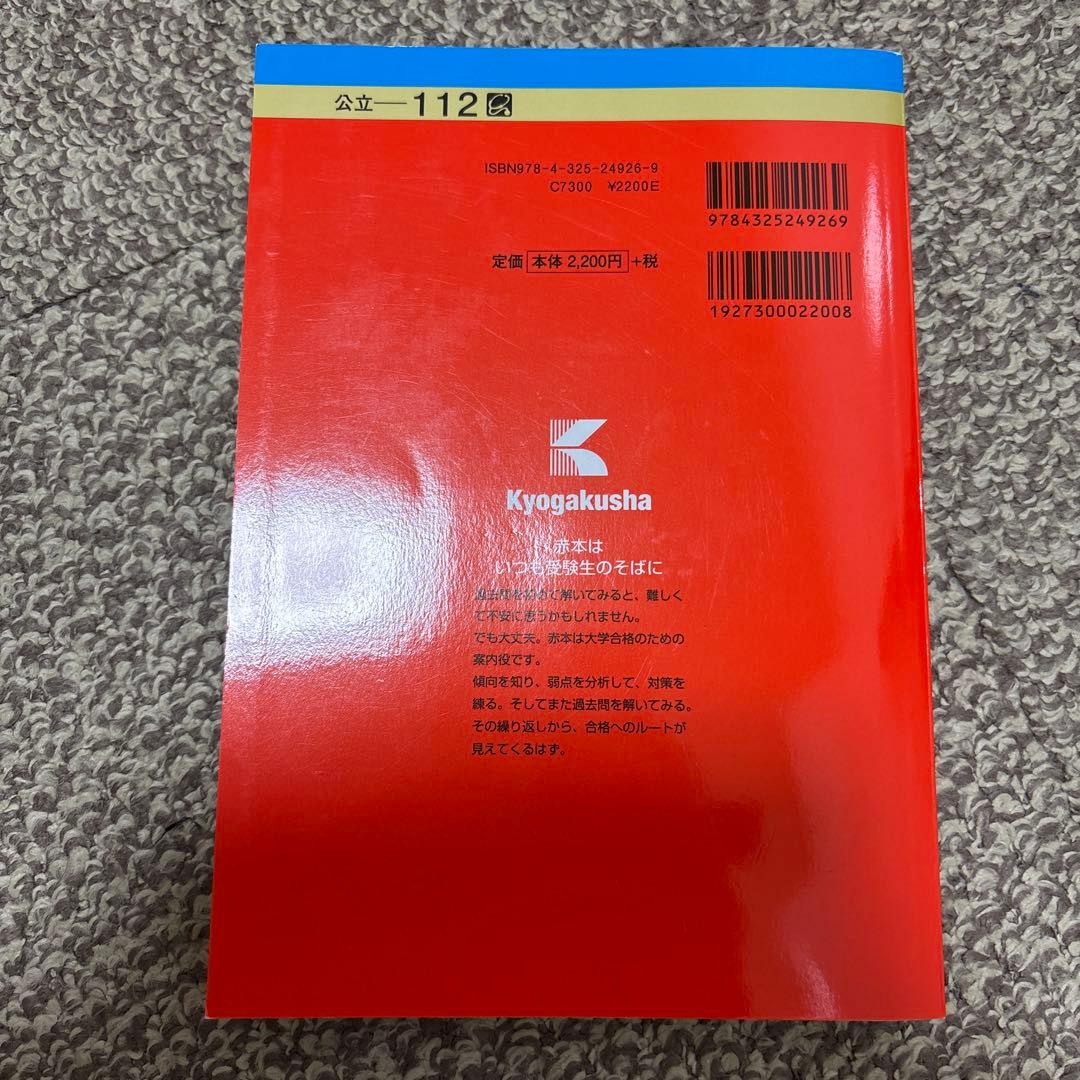 公立―112
ISBN978-4-325-24926-9
C7300 ¥2200E
9784325249269
定価 本体 2,200円 +税
1927300022008
Kyogakusha
赤本は
いつも受験生のそばに
過去問を初めて解いてみると、難しく
て不安に思うかもしれません。
でも大丈夫。赤本は大学合格のための
案内役です。
傾向を知り、弱点を分析して、対策を
練る。そしてまた過去問を解いてみる。
その繰り返しから、合格へのルートが
見えてくるはず。